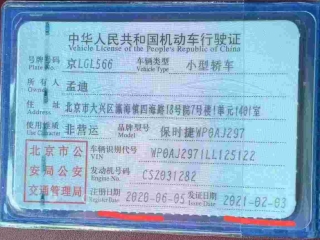 中华人民共和国机动车行驶证
Vehicle License of the People's Republic of China
号牌号码 Plate No. 京LGL566 车辆类型 Vehicle Type 小型轿车
所有人 Owner 孟迪
住址 Address 北京市大兴区瀛海镇四海路18号院7号楼1单元1401室
使用性质 Use Character 非营运 品牌型号 Model 保时捷WP0AJ297
北京市公安局公安交通管理局
车辆识别代号 VIN WP0AJ2971LL125122
发动机号码 Engine No. CS2031282
注册日期 Register Date 2020-06-05 发证日期 Issue Date 2021-02-03